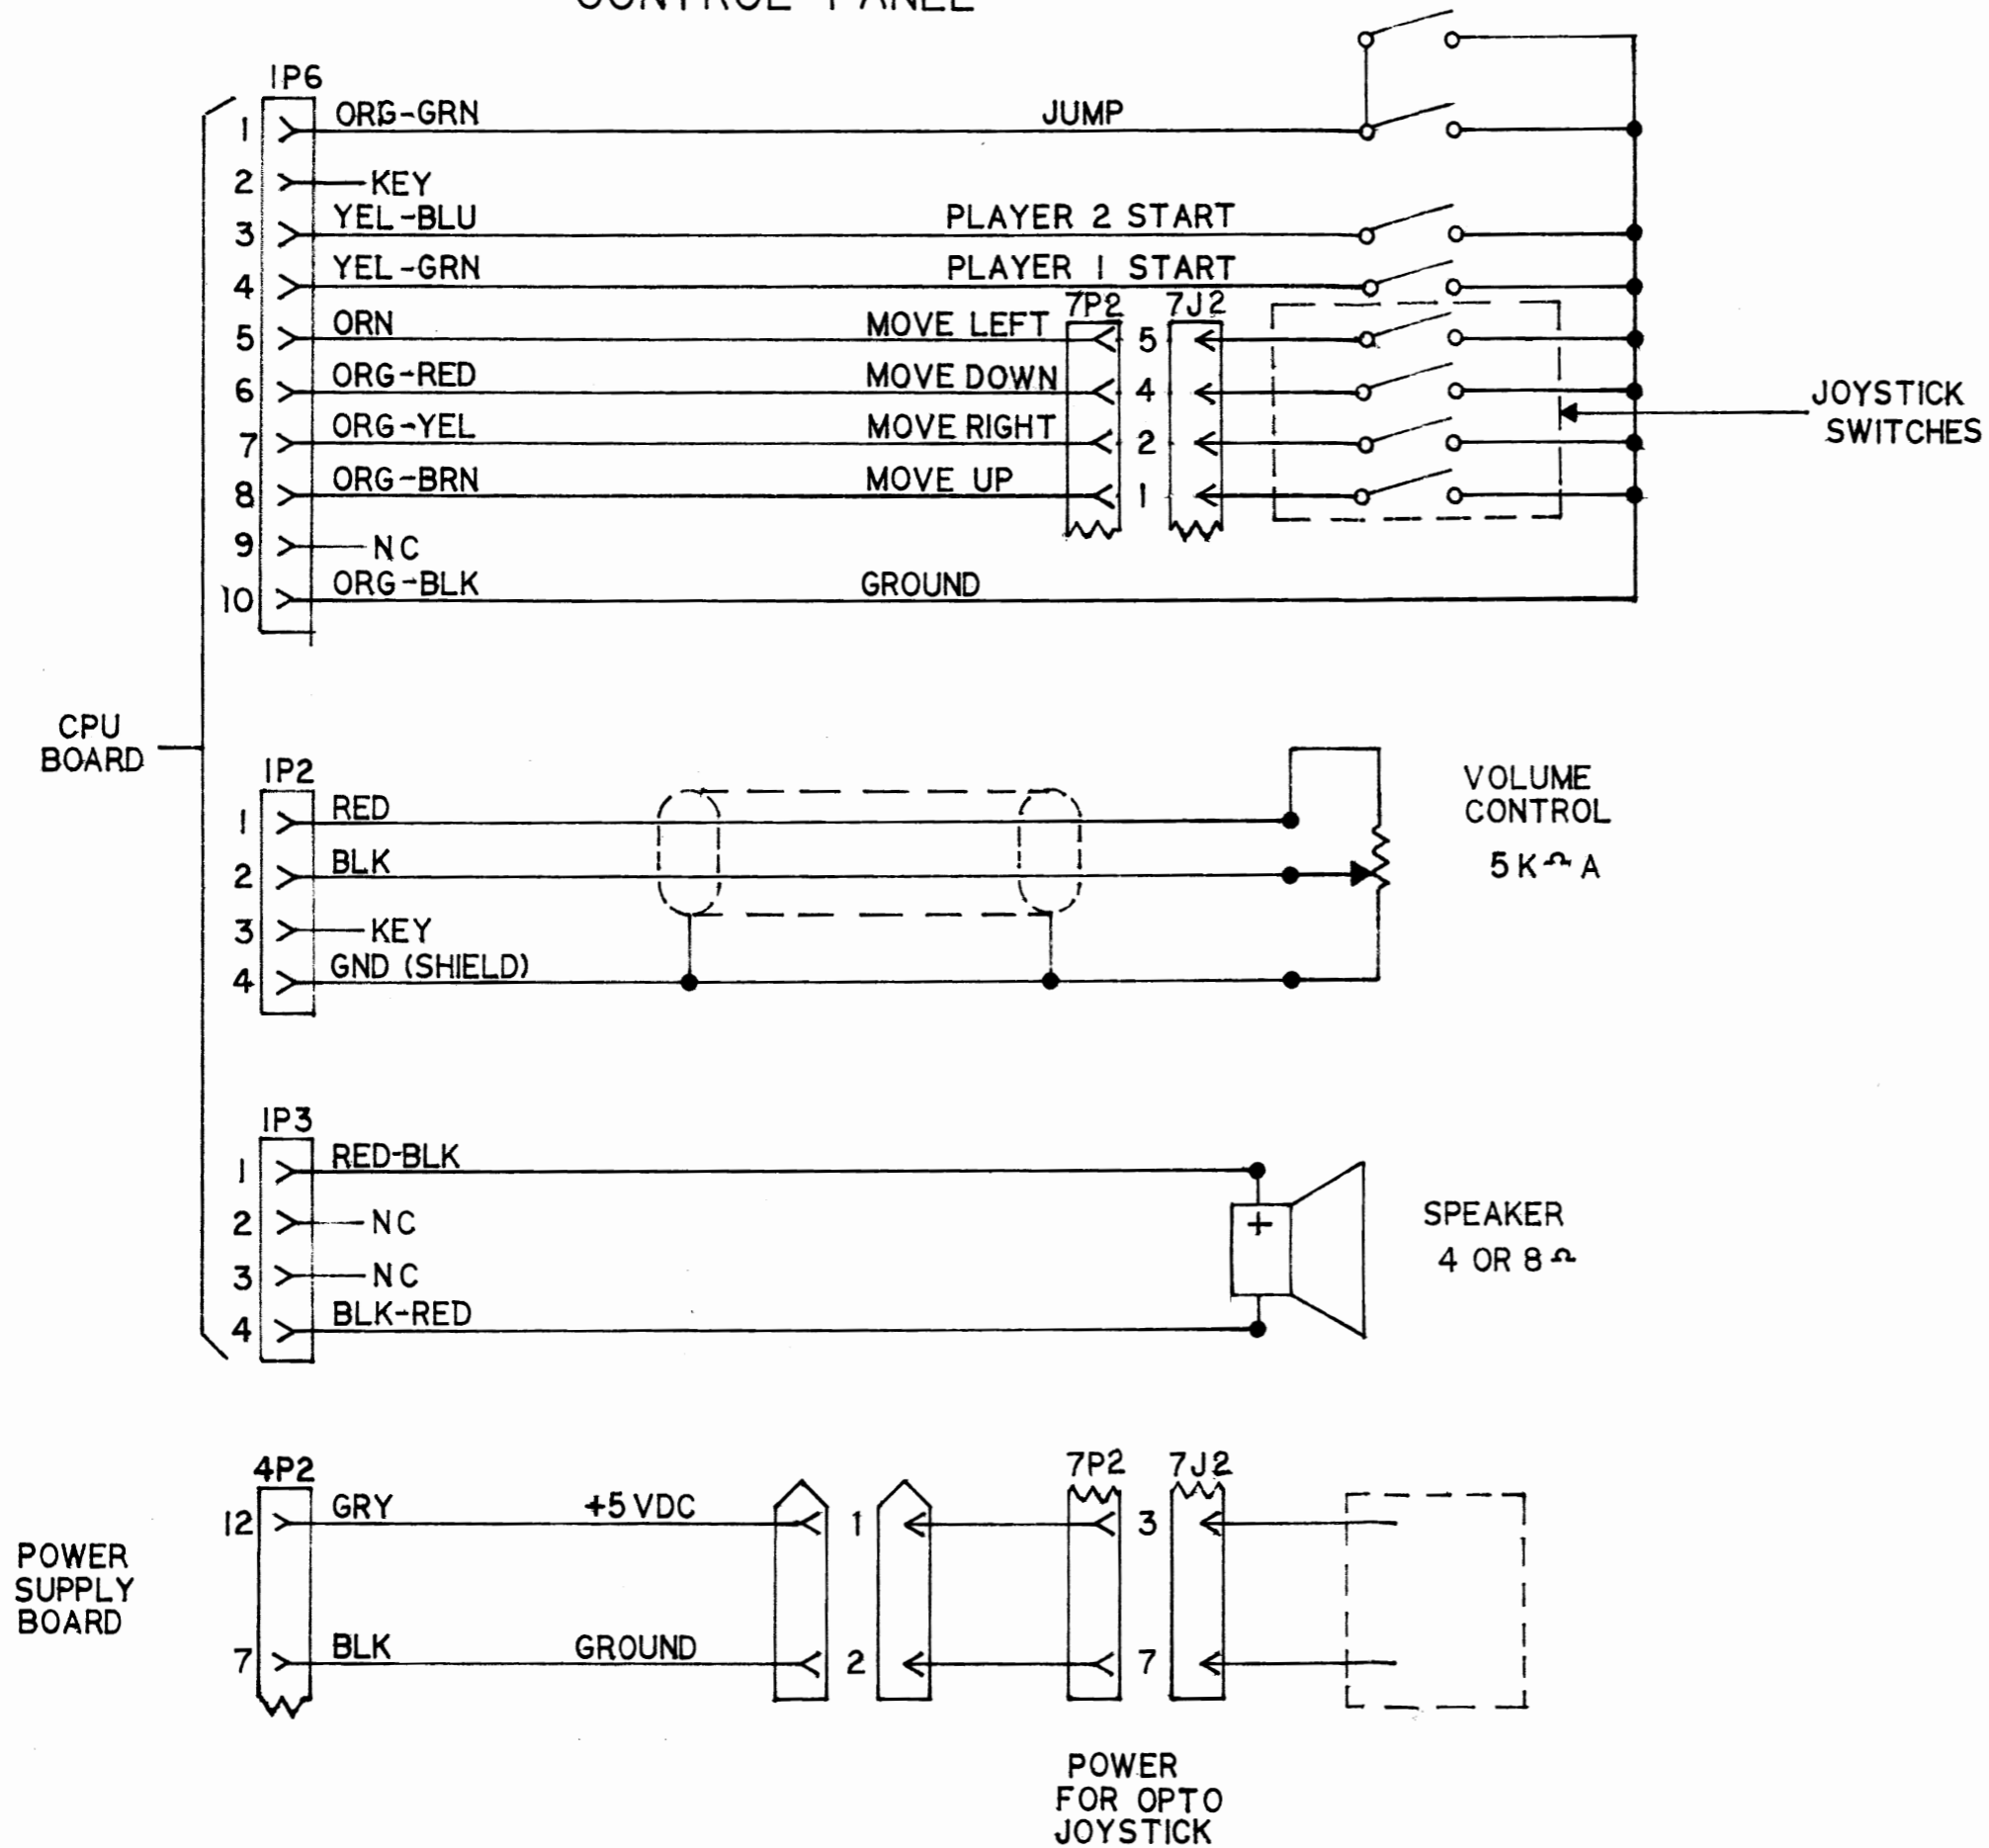 CONTROL PANEL
1P6
1 ORG-GRN JUMP
2 KEY
3 YEL-BLU PLAYER 2 START
4 YEL-GRN PLAYER 1 START
7P2 7J2
5 ORN MOVE LEFT 5
6 ORG-RED MOVE DOWN 4
7 ORG-YEL MOVE RIGHT 2
8 ORG-BRN MOVE UP 1
9 NC
10 ORG-BLK GROUND
JOYSTICK
SWITCHES
CPU
BOARD
1P2
1 RED
2 BLK
3 KEY
4 GND (SHIELD)
VOLUME
CONTROL
5KΩA
1P3
1 RED-BLK
2 NC
3 NC
4 BLK-RED
+
SPEAKER
4 OR 8Ω
4P2 7P2 7J2
12 GRY +5VDC 1 3
7 BLK GROUND 2 7
POWER
SUPPLY
BOARD
POWER
FOR OPTO
JOYSTICK